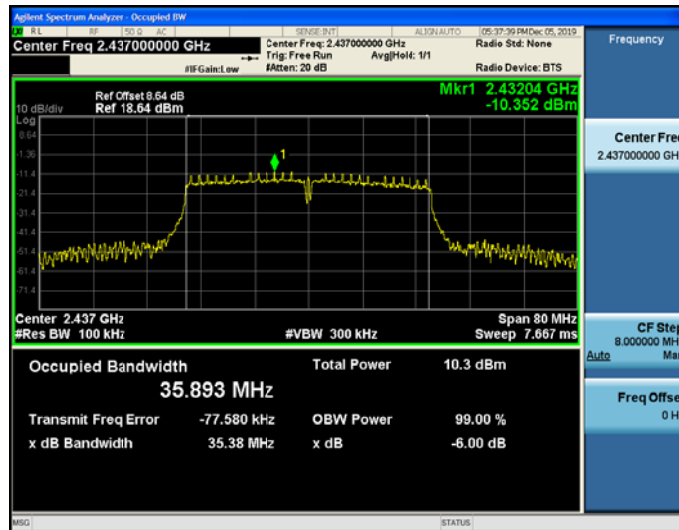 Agilent Spectrum Analyzer - Occupied BW
RL RF 50 Ω AC SENSE:INT ALIGN AUTO 05:37:39 PM Dec 05, 2019
Center Freq 2.437000000 GHz
Center Freq: 2.437000000 GHz
Radio Std: None
Trig: Free Run Avg|Hold: 1/1
#IFGain:Low #Atten: 20 dB Radio Device: BTS
Frequency
Mkr1 2.43204 GHz
-10.352 dBm
Ref Offset 8.64 dB
10 dB/div Ref 18.64 dBm
Log
8.64
-1.36
-11.4
-21.4
-31.4
-41.4
-51.4
-61.4
-71.4
1
Center Fre
2.437000000 GH
Center 2.437 GHz Span 80 MHz
#Res BW 100 kHz #VBW 300 kHz Sweep 7.667 ms
CF Step
8.000000 MH
Auto Ma
Occupied Bandwidth Total Power 10.3 dBm
35.893 MHz
Transmit Freq Error -77.580 kHz OBW Power 99.00 %
x dB Bandwidth 35.38 MHz x dB -6.00 dB
Freq Offse
0 H
MSG STATUS